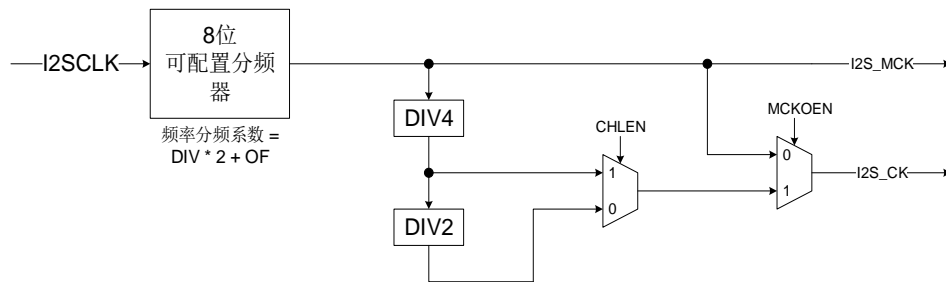 I2SCLK
8位
可配置分频
器
频率分频系数 =
DIV * 2 + OF
I2S_MCK
DIV4
CHLEN
MCKOEN
1
0
0
1
I2S_CK
DIV2